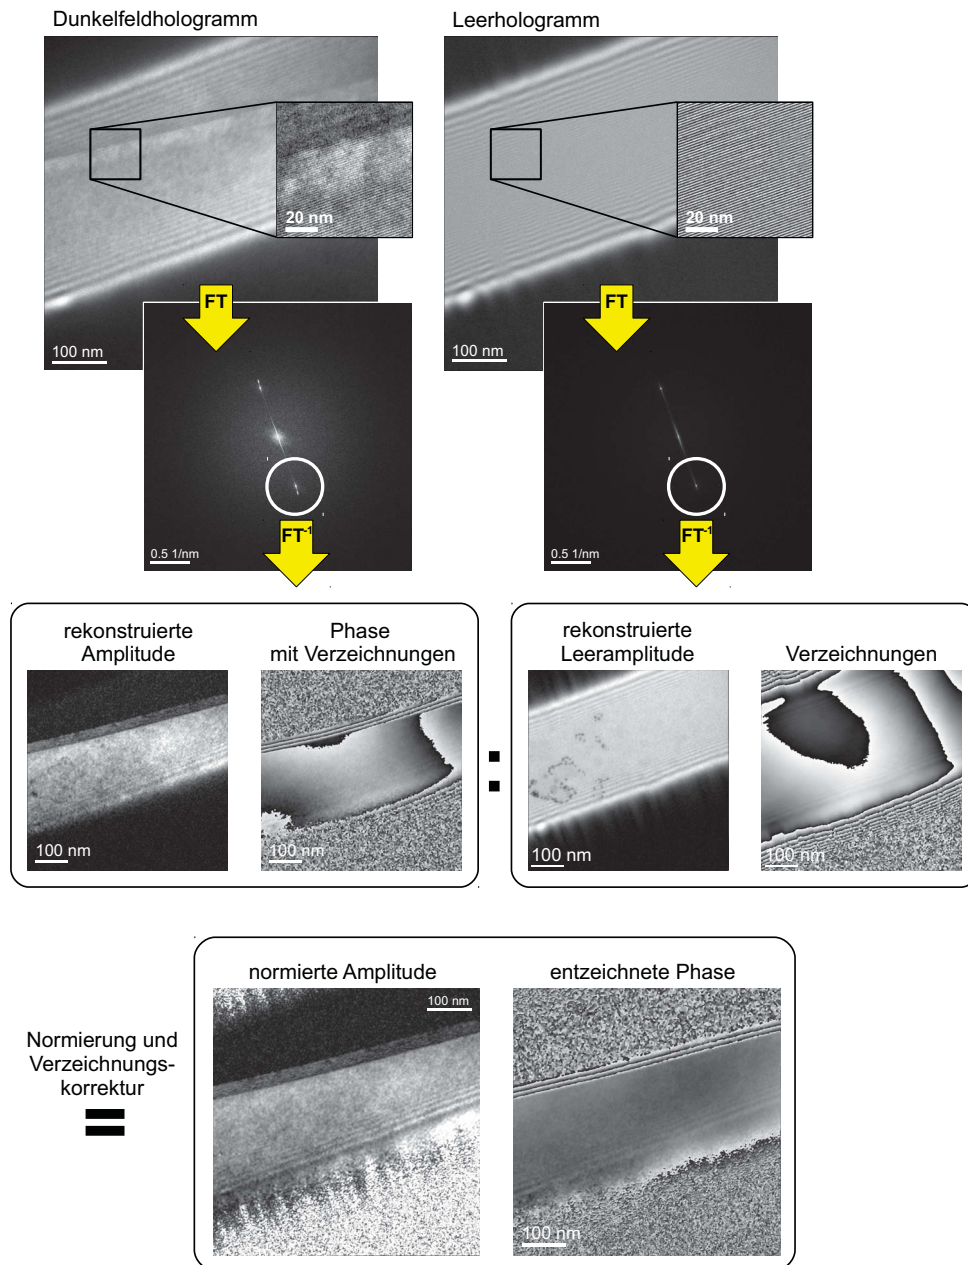 Dunkelfeldhologramm
Leerhologramm
20 nm
20 nm
FT
FT
100 nm
100 nm
FT-1
FT-1
0.5 1/nm
0.5 1/nm
rekonstruierte
Amplitude
Phase
mit Verzeichnungen
rekonstruierte
Leeramplitude
Verzeichnungen
:
100 nm
100 nm
100 nm
100 nm
normierte Amplitude
entzeichnete Phase
100 nm
Normierung und
Verzeichnungs-
korrektur
=
100 nm